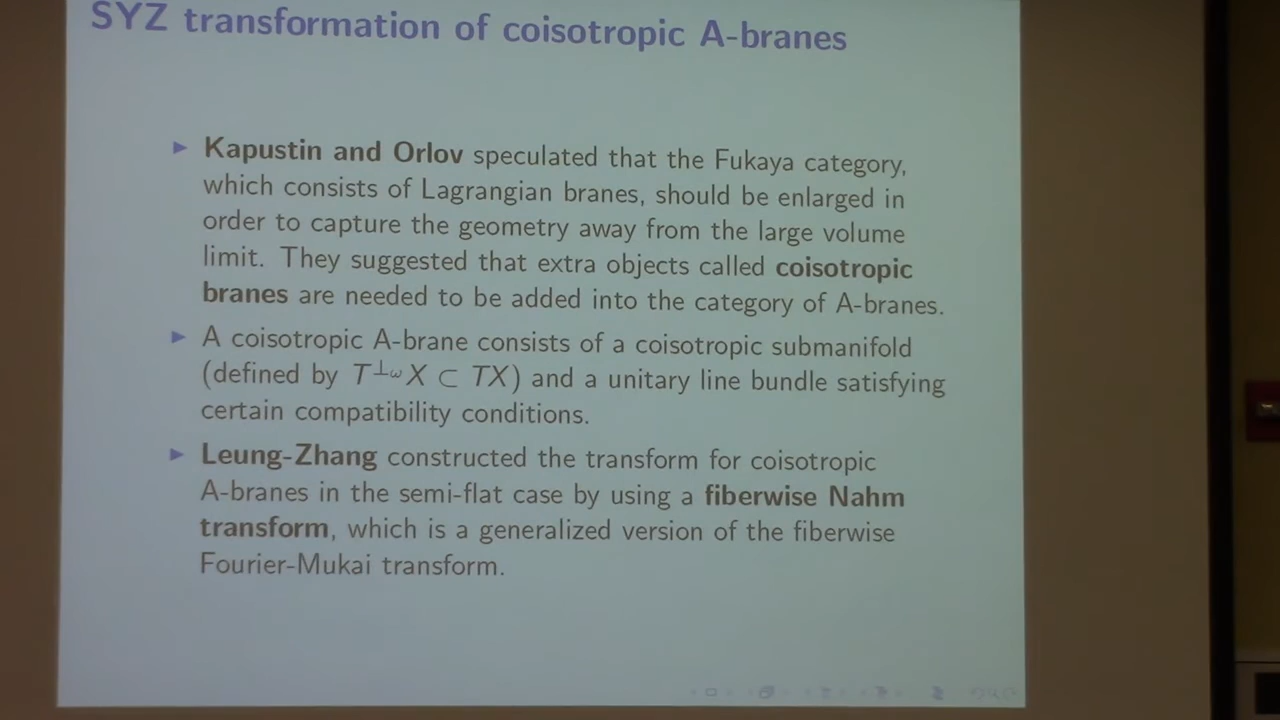 SYZ transformation of coisotropic A-branes
▶ Kapustin and Orlov speculated that the Fukaya category,
which consists of Lagrangian branes, should be enlarged in
order to capture the geometry away from the large volume
limit. They suggested that extra objects called coisotropic
branes are needed to be added into the category of A-branes.
▶ A coisotropic A-brane consists of a coisotropic submanifold
(defined by T^{⊥_ω}X ⊂ TX) and a unitary line bundle satisfying
certain compatibility conditions.
▶ Leung-Zhang constructed the transform for coisotropic
A-branes in the semi-flat case by using a fiberwise Nahm
transform, which is a generalized version of the fiberwise
Fourier-Mukai transform.